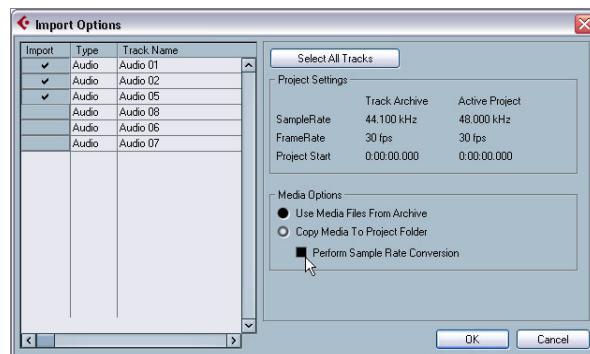 Import Options
Import Type Track Name
Audio Audio 01
Audio Audio 02
Audio Audio 05
Audio Audio 08
Audio Audio 06
Audio Audio 07
Select All Tracks
Project Settings
Track Archive Active Project
SampleRate 44.100 kHz 48.000 kHz
FrameRate 30 fps 30 fps
Project Start 0:00:00.000 0:00:00.000
Media Options
Use Media Files From Archive
Copy Media To Project Folder
Perform Sample Rate Conversion
OK Cancel